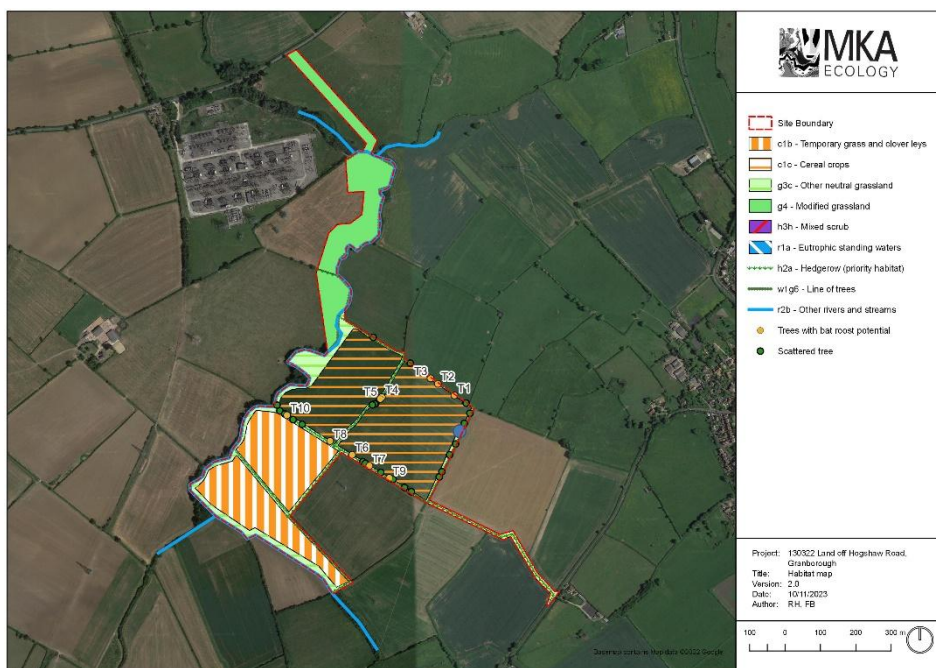 MKA
ECOLOGY
Site Boundary
c1b - Temporary grass and clover leys
c1c - Cereal crops
g3c - Other neutral grassland
g4 - Modified grassland
h3h - Mixed scrub
r1a - Eutrophic standing waters
h2a - Hedgerow (priority habitat)
w1g6 - Line of trees
r2b - Other rivers and streams
Trees with bat roost potential
Scattered tree
T3
T2
T1
T4
T5
T10
T8
T6
T7
T9
Project: 130322 Land off Hogshaw Road,
Granborough
Title: Habitat map
Version: 2.0
Date: 10/11/2023
Author: RH, FB
100 0 100 200 300 m